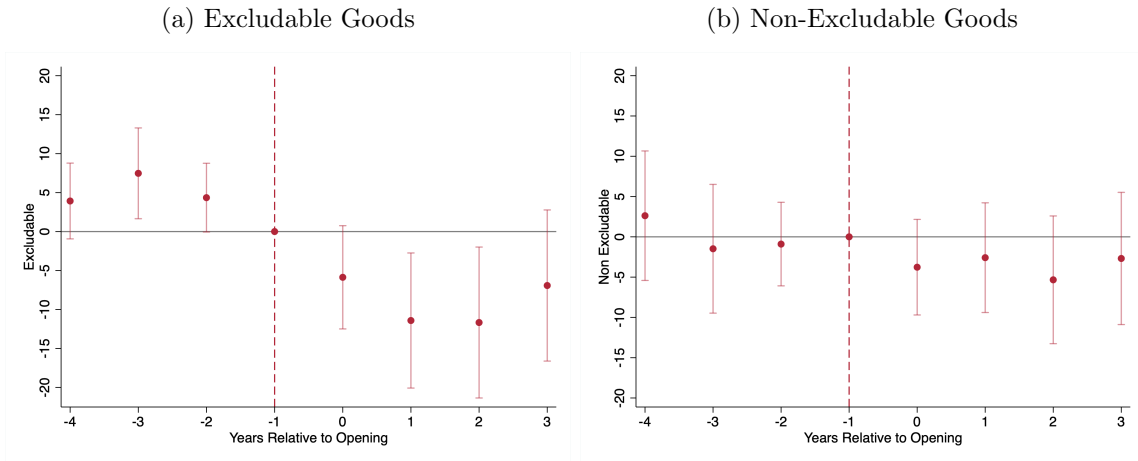 (a) Excludable Goods
20
15
10
5
0
-5
-10
-15
-20
Excludable
-4 -3 -2 -1 0 1 2 3
Years Relative to Opening
(b) Non-Excludable Goods
20
15
10
5
0
-5
-10
-15
-20
Non Excludable
-4 -3 -2 -1 0 1 2 3
Years Relative to Opening